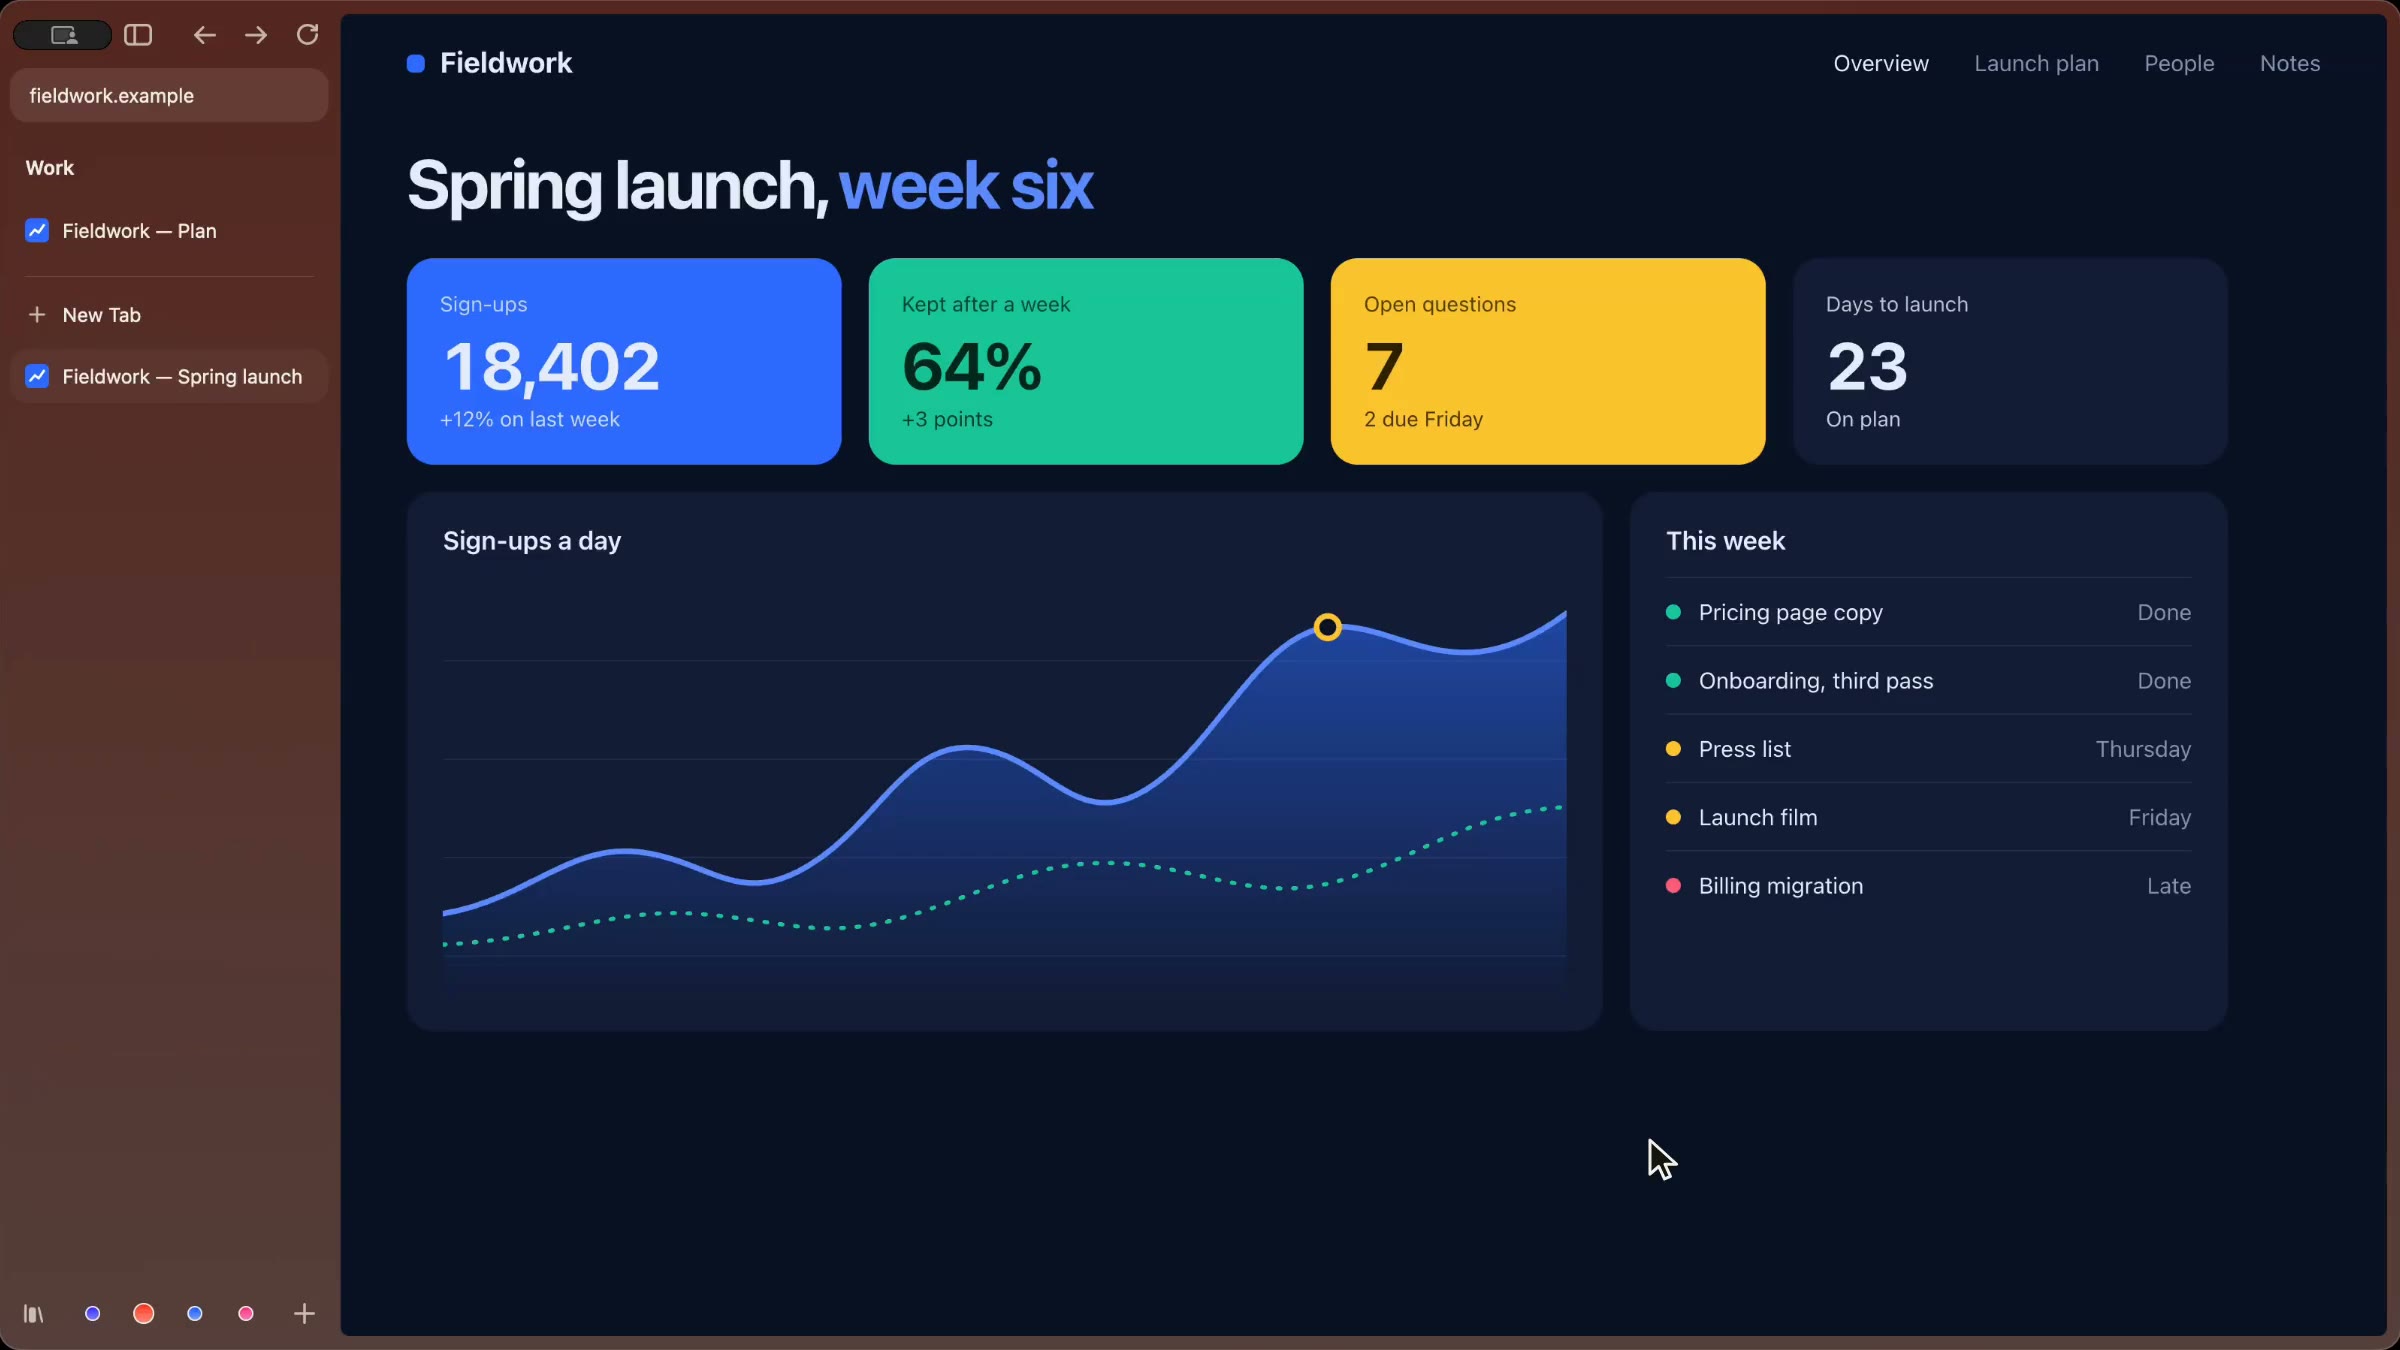 fieldwork.example
Work
Fieldwork — Plan
New Tab
Fieldwork — Spring launch
Fieldwork
Overview
Launch plan
People
Notes
Spring launch, week six
Sign-ups
18,402
+12% on last week
Kept after a week
64%
+3 points
Open questions
7
2 due Friday
Days to launch
23
On plan
Sign-ups a day
This week
Pricing page copy Done
Onboarding, third pass Done
Press list Thursday
Launch film Friday
Billing migration Late